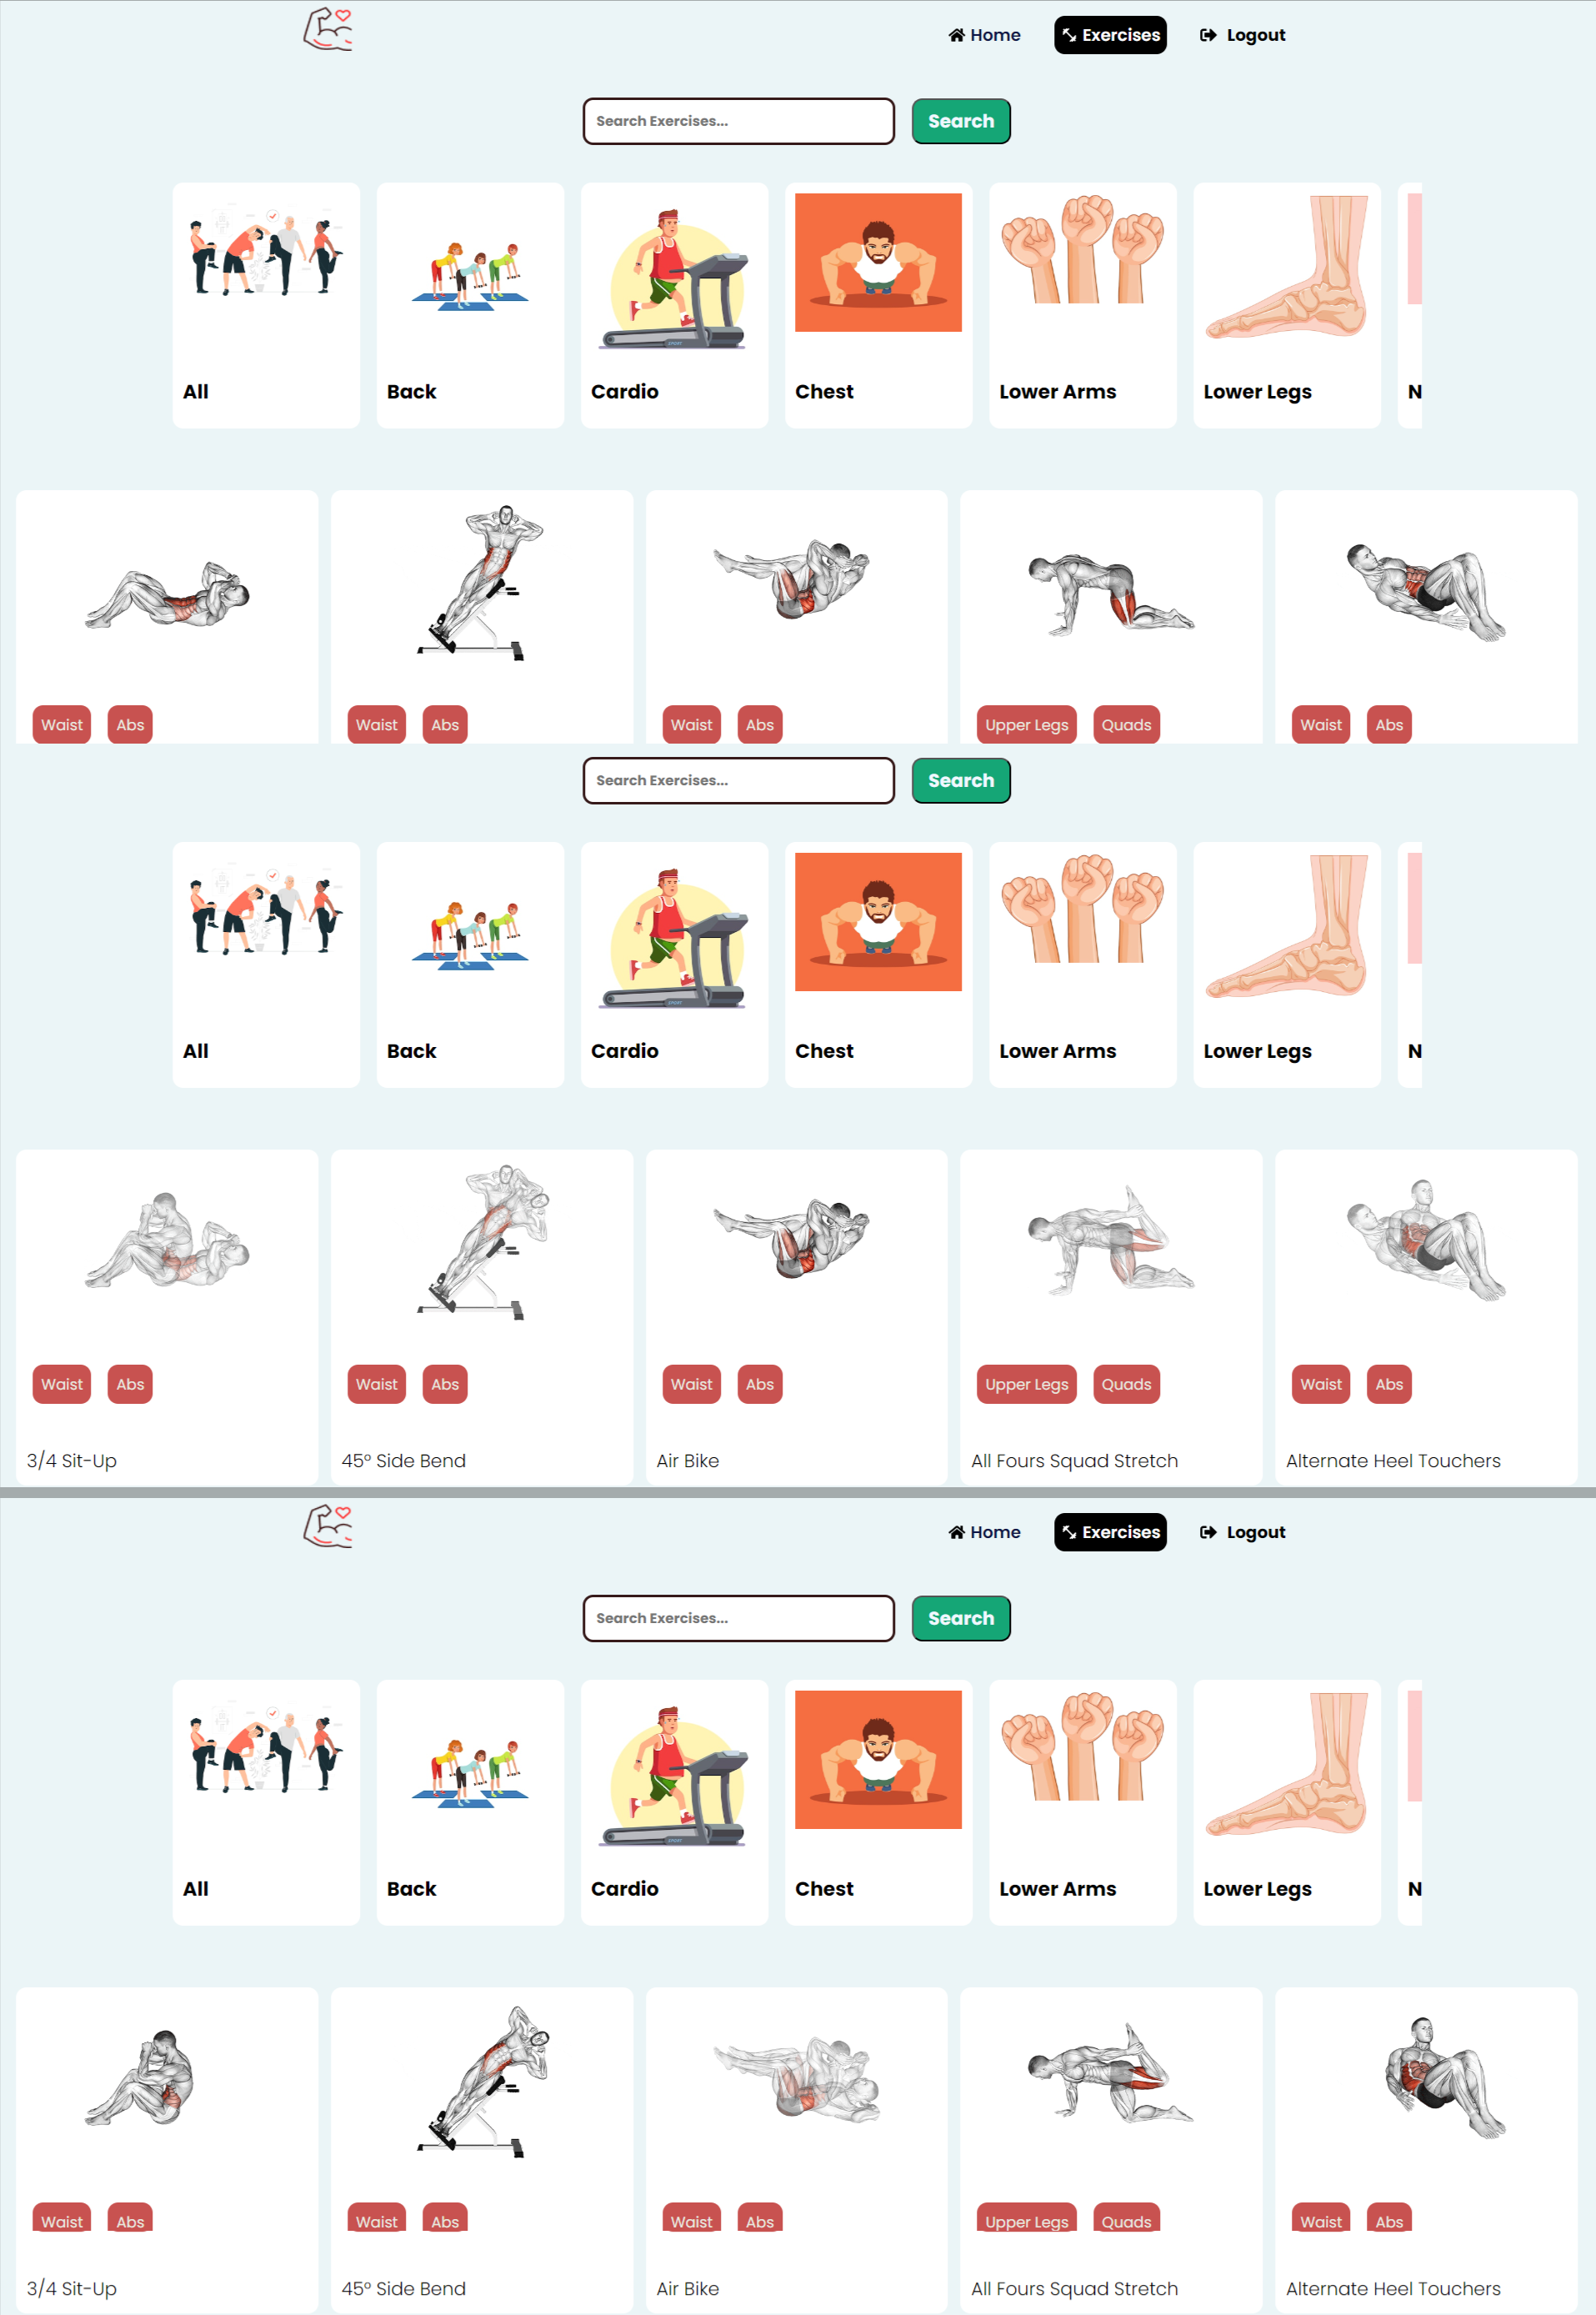 Home Exercises Logout
Search Exercises... Search
All Back Cardio Chest Lower Arms Lower Legs N
Waist Abs Waist Abs Waist Abs Upper Legs Quads Waist Abs
Search Exercises... Search
All Back Cardio Chest Lower Arms Lower Legs N
Waist Abs Waist Abs Waist Abs Upper Legs Quads Waist Abs
3/4 Sit-Up 45° Side Bend Air Bike All Fours Squad Stretch Alternate Heel Touchers
Home Exercises Logout
Search Exercises... Search
All Back Cardio Chest Lower Arms Lower Legs N
Waist Abs Waist Abs Waist Abs Upper Legs Quads Waist Abs
3/4 Sit-Up 45° Side Bend Air Bike All Fours Squad Stretch Alternate Heel Touchers